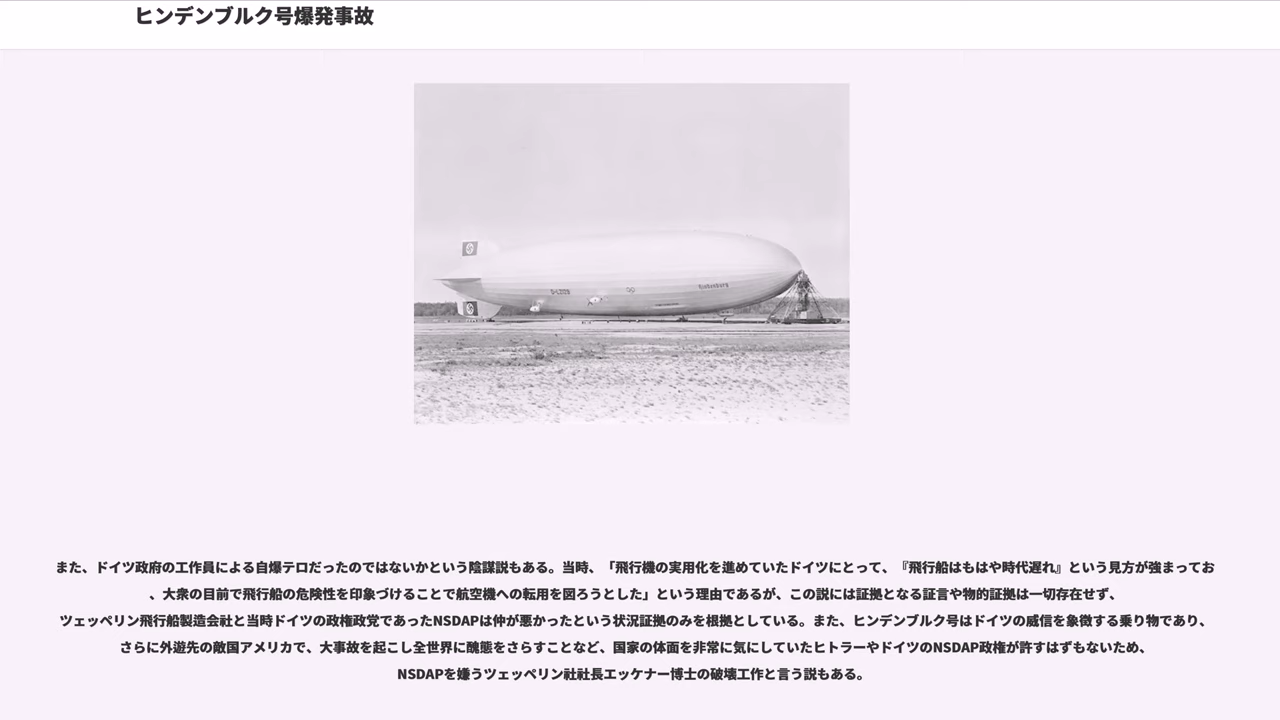 ヒンデンブルク号爆発事故
D-LZ129
Hindenburg
また、ドイツ政府の工作員による自爆テロだったのではないかという陰謀説もある。当時、「飛行機の実用化を進めていたドイツにとって、『飛行船はもはや時代遅れ』という見方が強まってお
、大衆の目前で飛行船の危険性を印象づけることで航空機への転用を図ろうとした」という理由であるが、この説には証拠となる証言や物的証拠は一切存在せず、
ツェッペリン飛行船製造会社と当時ドイツの政権政党であったNSDAPは仲が悪かったという状況証拠のみを根拠としている。また、ヒンデンブルク号はドイツの威信を象徴する乗り物であり、
さらに外遊先の敵国アメリカで、大事故を起こし全世界に醜態をさらすことなど、国家の体面を非常に気にしていたヒトラーやドイツのNSDAP政権が許すはずもないため、
NSDAPを嫌うツェッペリン社社長エッケナー博士の破壊工作と言う説もある。